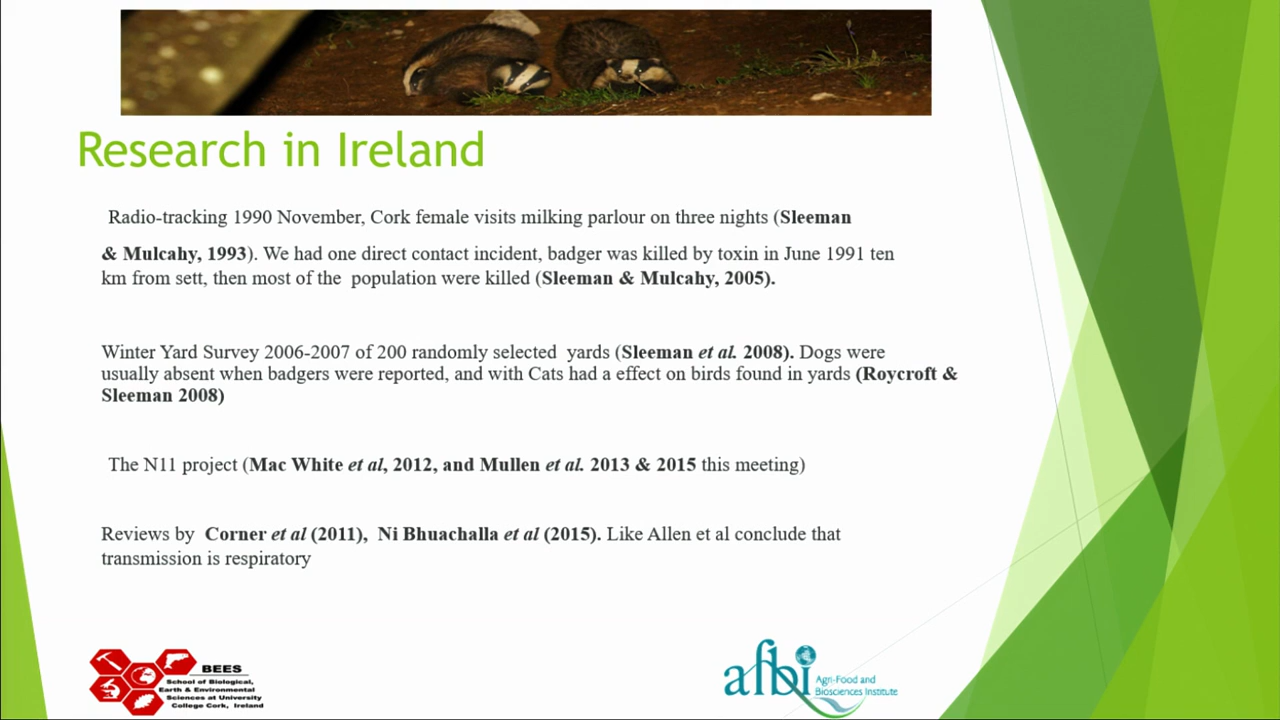 Research in Ireland
Radio-tracking 1990 November, Cork female visits milking parlour on three nights (Sleeman
& Mulcahy, 1993). We had one direct contact incident, badger was killed by toxin in June 1991 ten
km from sett, then most of the population were killed (Sleeman & Mulcahy, 2005).
Winter Yard Survey 2006-2007 of 200 randomly selected yards (Sleeman et al. 2008). Dogs were
usually absent when badgers were reported, and with Cats had a effect on birds found in yards (Roycroft &
Sleeman 2008)
The N11 project (Mac White et al, 2012, and Mullen et al. 2013 & 2015 this meeting)
Reviews by Corner et al (2011), Ni Bhuachalla et al (2015). Like Allen et al conclude that
transmission is respiratory
BEES
School of Biological,
Earth & Environmental
Sciences at University
College Cork, Ireland
afbi
Agri-Food and
Biosciences Institute